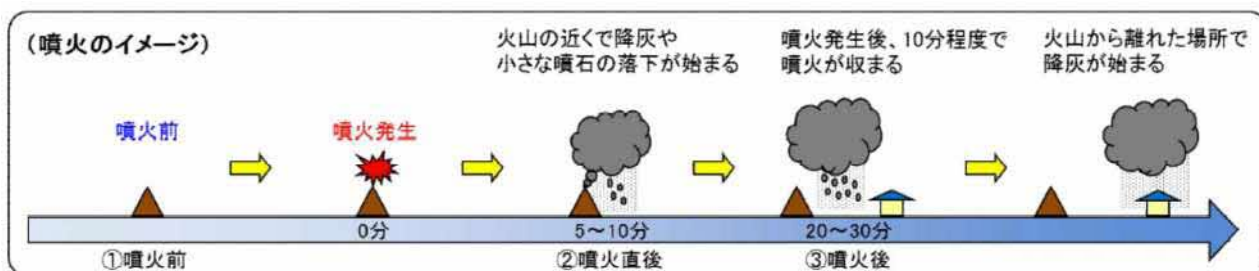 (噴火のイメージ)
噴火前
噴火発生
火山の近くで降灰や
小さな噴石の落下が始まる
噴火発生後、10分程度で
噴火が収まる
火山から離れた場所で
降灰が始まる
0分
5～10分
20～30分
①噴火前
②噴火直後
③噴火後